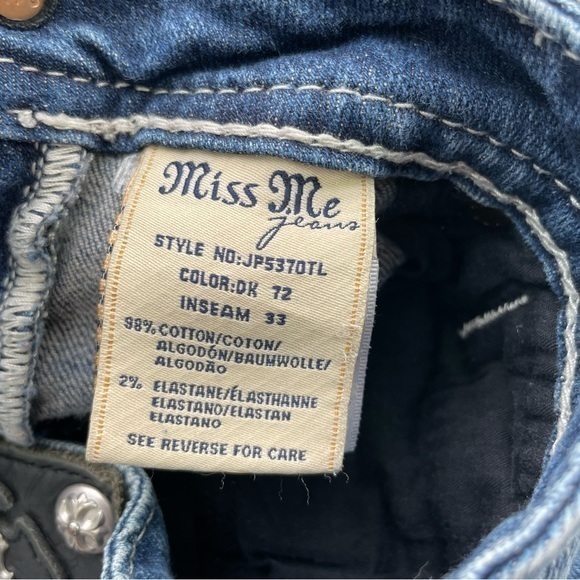 Miss Me
jeans
STYLE NO:JP5370TL
COLOR:DK 72
INSEAM 33
98% COTTON/COTON/
ALGODÓN/BAUMWOLLE/
ALGODÃO
2% ELASTANE/ÉLASTHANNE
ELASTANO/ELASTAN
ELASTANO
SEE REVERSE FOR CARE